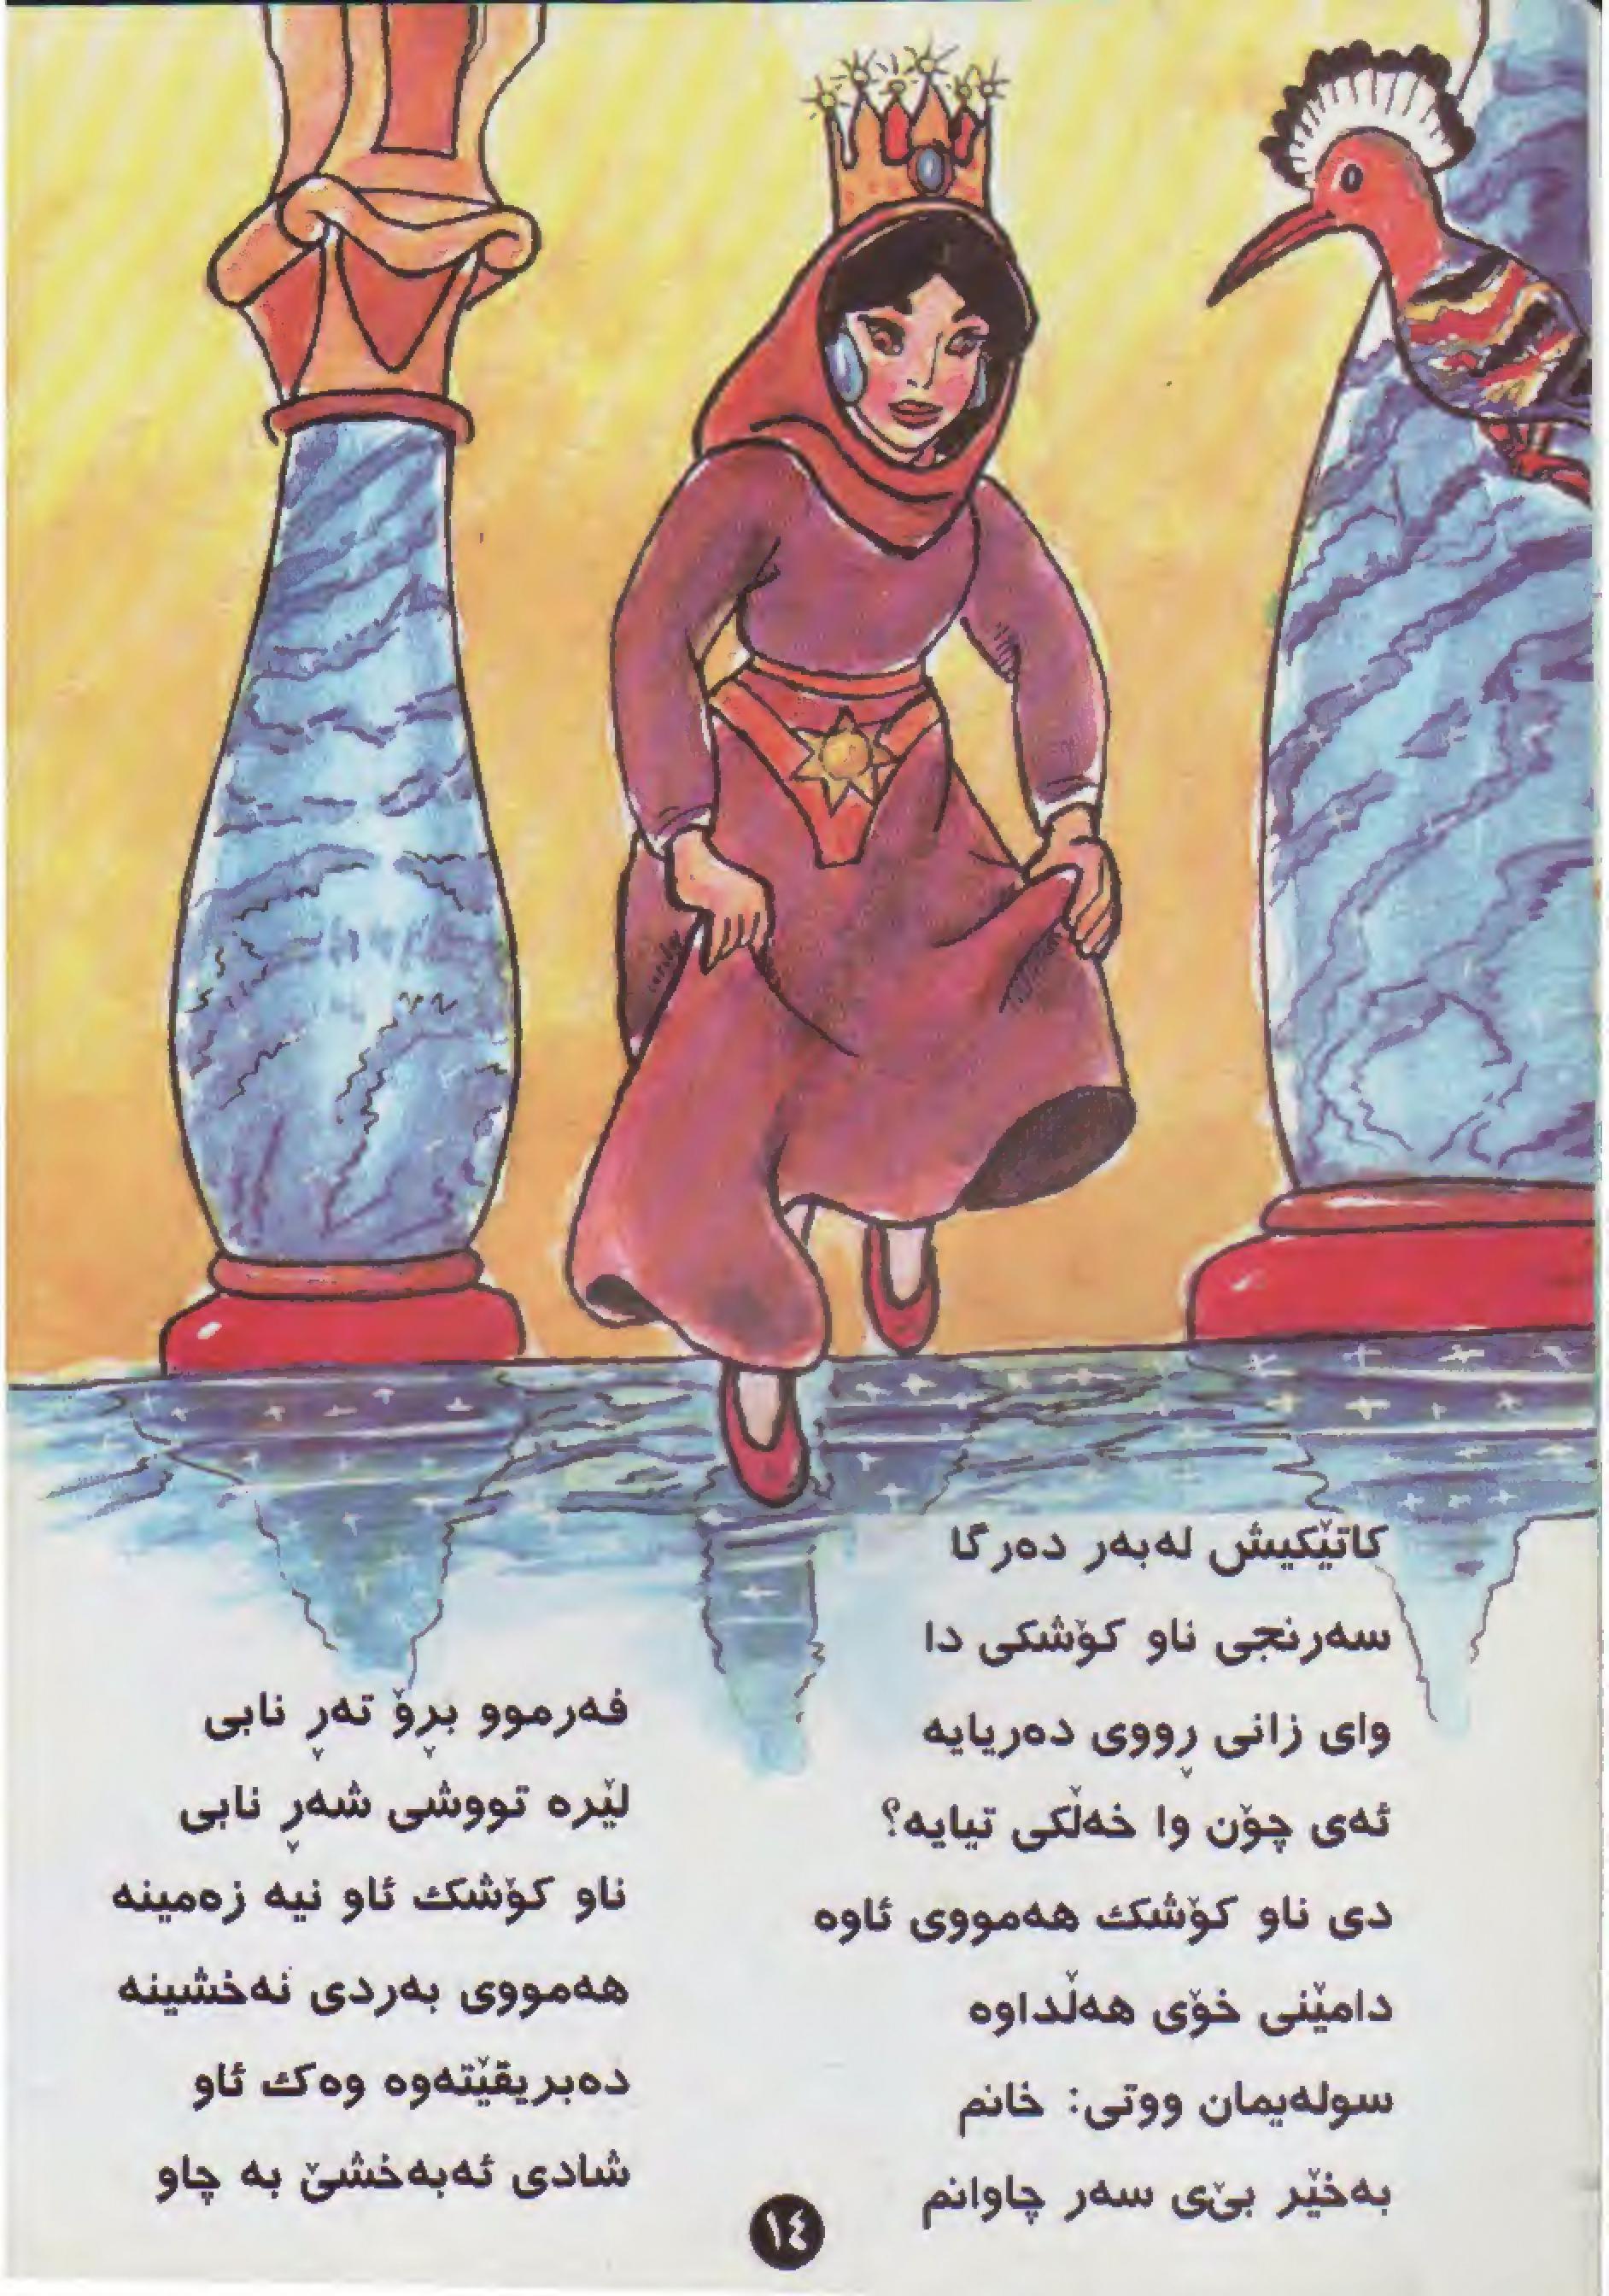 کاتێکیش لەبەر دەرگا
سەرنجی ناو کۆشکی دا
وای زانی ڕووی دەریایە
ئەی چۆن وا خەڵکی تیایە؟
دی ناو کۆشک هەمووی ئاوە
دامێنی خۆی هەڵداوە
سولەیمان ووتی: خانم
بەخێر بێی سەر چاوانم
فەرموو بڕۆ تەڕ نابی
لێرە تووشی شەڕ نابی
ناو کۆشک ئاو نیە زەمینە
هەمووی بەردی نەخشینە
دەبریقێتەوە وەک ئاو
شادی ئەبەخشێ بە چاو
١٤